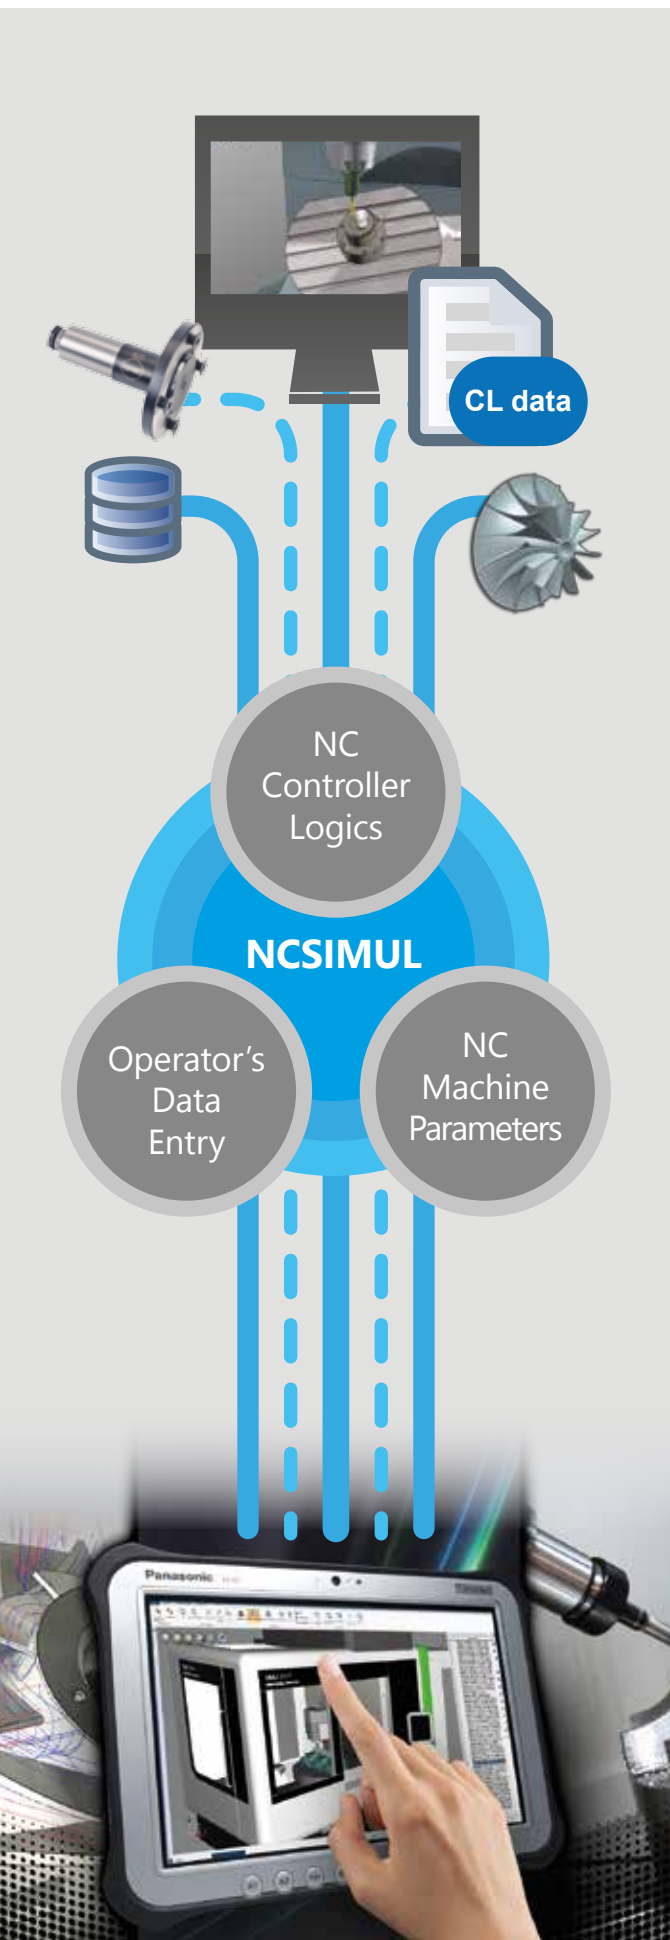 CL data
NC
Controller
Logics
NCSIMUL
Operator's
Data
Entry
NC
Machine
Parameters
Panasonic